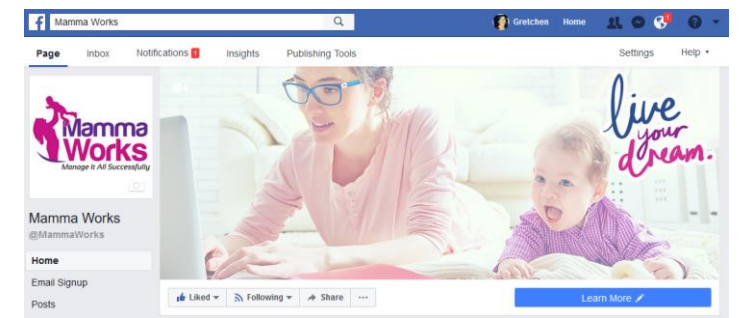 Mamma Works
Gretchen Home 1
Page Inbox Notifications 1 Insights Publishing Tools Settings Help
live
your
dream.
Mamma
Works
Manage It All Successfully
Mamma Works
@MammaWorks
Home
Email Signup
Posts
Liked Following Share ...
Learn More